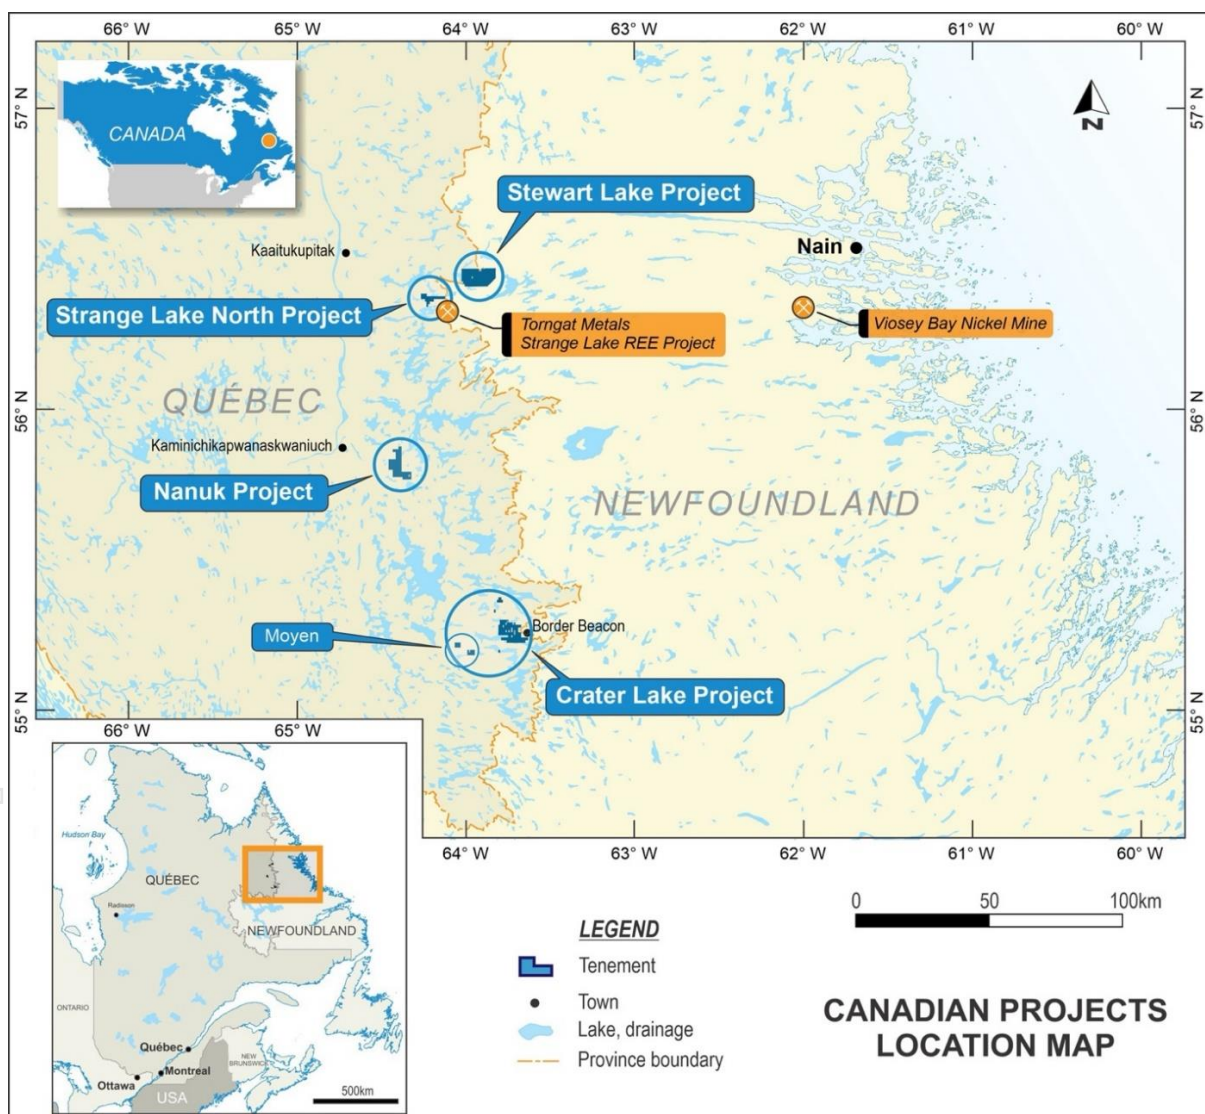 66° W
65° W
64° W
63° W
62° W
61° W
60° W
57° N
57° N
CANADA
N
Stewart Lake Project
Kaaitukupitak
Nain
Strange Lake North Project
Torngat Metals
Strange Lake REE Project
Viosey Bay Nickel Mine
56° N
56° N
QUÉBEC
Kaminichikapwanaskwaniuch
Nanuk Project
NEWFOUNDLAND
Moyen
Border Beacon
Crater Lake Project
55° N
55° N
66° W
65° W
64° W
63° W
62° W
61° W
60° W
Hudson Bay
QUÉBEC
Radisson
NEWFOUNDLAND
ONTARIO
Québec
NEW
BRUNSWICK
Montreal
Ottawa
USA
500km
0
50
100km
LEGEND
Tenement
Town
Lake, drainage
Province boundary
CANADIAN PROJECTS
LOCATION MAP